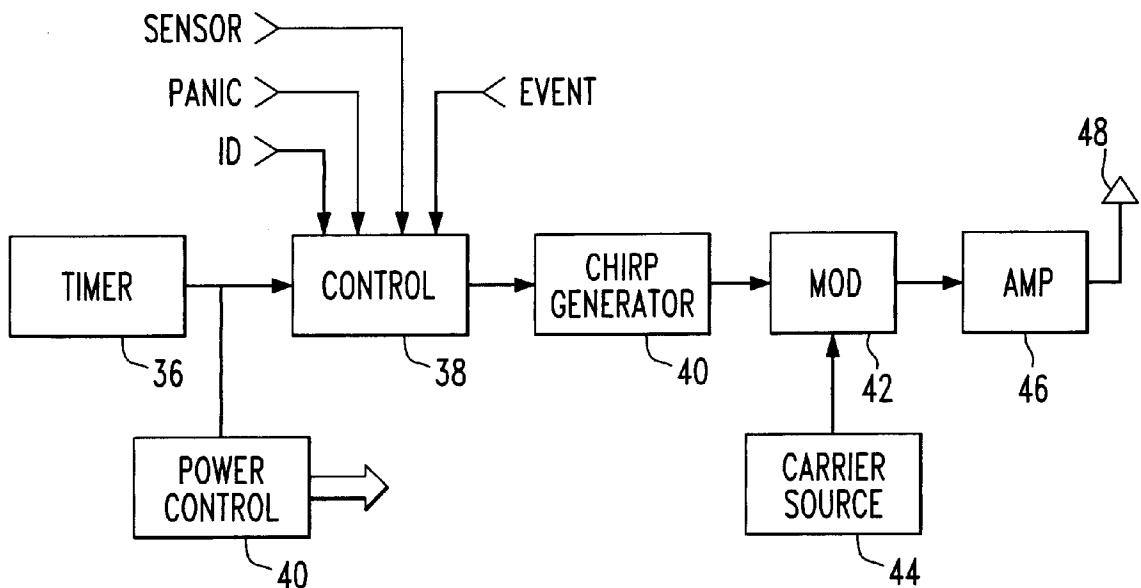 SENSOR
PANIC
EVENT
ID
48
TIMER
CONTROL
CHIRP
GENERATOR
MOD
AMP
36
38
40
42
46
POWER
CONTROL
CARRIER
SOURCE
40
44